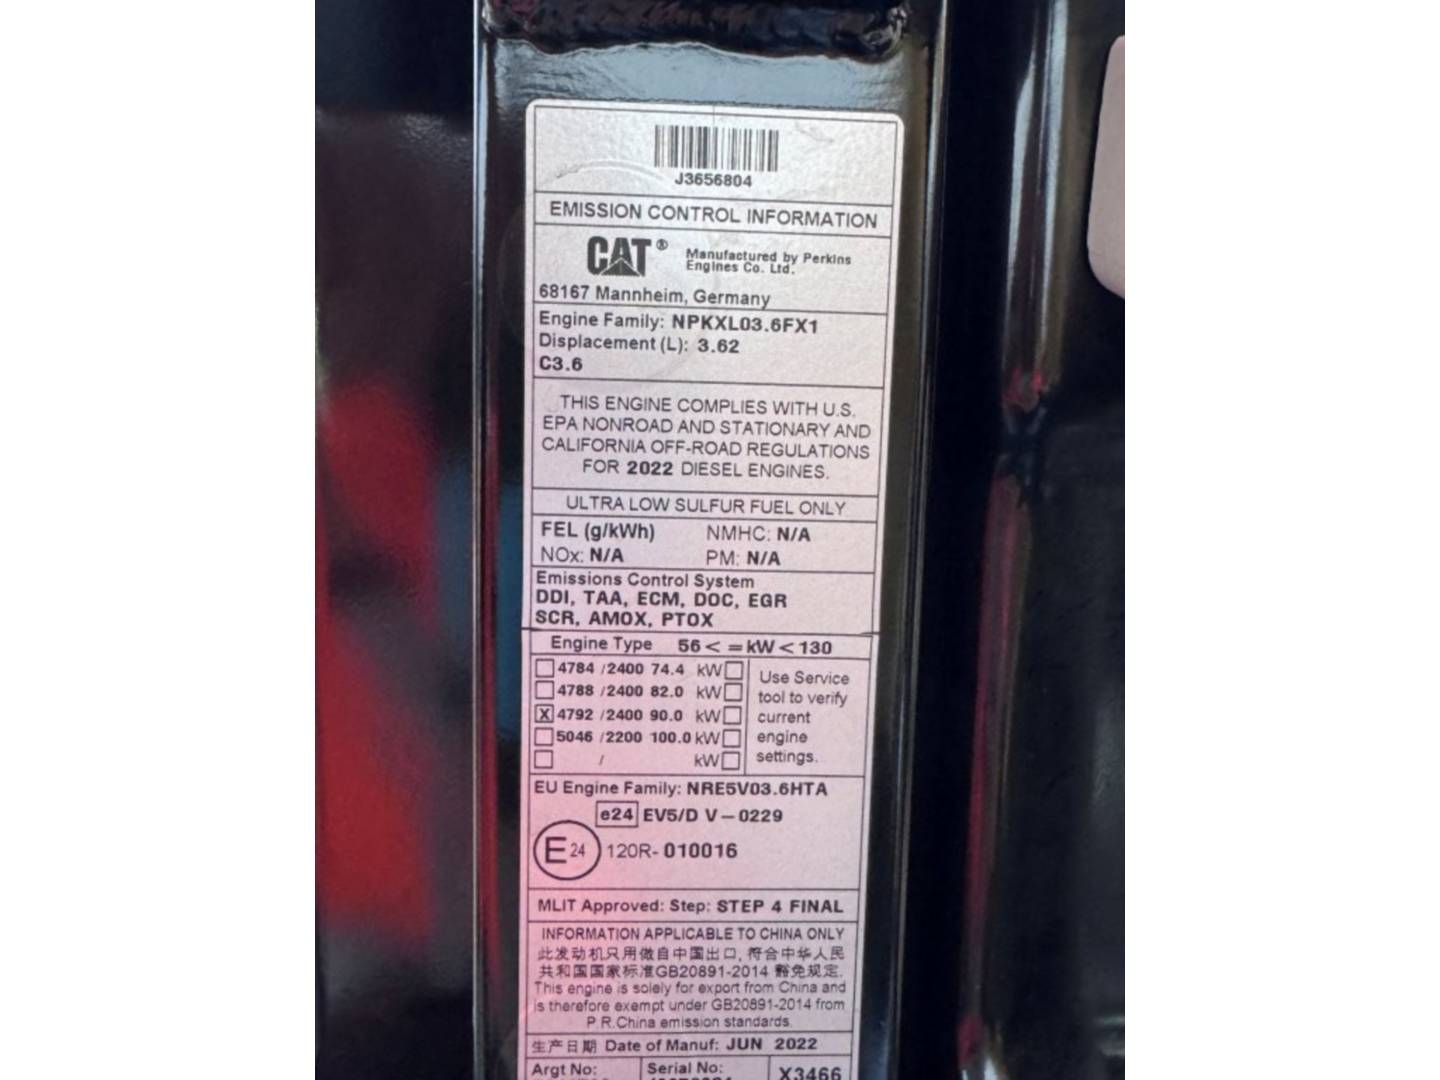 J3656804
EMISSION CONTROL INFORMATION
CAT® Manufactured by Perkins
Engines Co. Ltd.
68167 Mannheim, Germany
Engine Family: NPKXL03.6FX1
Displacement (L): 3.62
C3.6
THIS ENGINE COMPLIES WITH U.S.
EPA NONROAD AND STATIONARY AND
CALIFORNIA OFF-ROAD REGULATIONS
FOR 2022 DIESEL ENGINES.
ULTRA LOW SULFUR FUEL ONLY
FEL (g/kWh) NMHC: N/A
NOx: N/A PM: N/A
Emissions Control System
DDI, TAA, ECM, DOC, EGR
SCR, AMOX, PTOX
Engine Type 56 < = kW < 130
4784 /2400 74.4 kW
4788 /2400 82.0 kW
X 4792 /2400 90.0 kW
5046 /2200 100.0 kW
/ kW
Use Service
tool to verify
current
engine
settings.
EU Engine Family: NRE5V03.6HTA
e24 EV5/D V-0229
E24 120R-010016
MLIT Approved: Step: STEP 4 FINAL
INFORMATION APPLICABLE TO CHINA ONLY
此发动机只用做自中国出口, 符合中华人民
共和国国家标准GB20891-2014 豁免规定.
This engine is solely for export from China and
is therefore exempt under GB20891-2014 from
P.R.China emission standards.
生产日期 Date of Manuf: JUN 2022
Argt No: Serial No: X3466